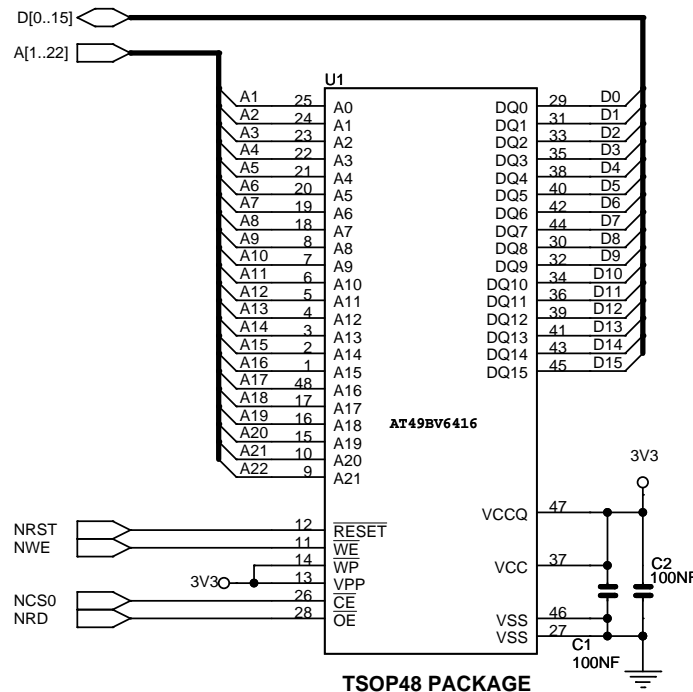 D[0..15]
A[1..22]
U1
A1 25 A0 DQ0 29 D0
A2 24 A1 DQ1 31 D1
A3 23 A2 DQ2 33 D2
A4 22 A3 DQ3 35 D3
A5 21 A4 DQ4 38 D4
A6 20 A5 DQ5 40 D5
A7 19 A6 DQ6 42 D6
A8 18 A7 DQ7 44 D7
A9 8 A8 DQ8 30 D8
A10 7 A9 DQ9 32 D9
A11 6 A10 DQ10 34 D10
A12 5 A11 DQ11 36 D11
A13 4 A12 DQ12 39 D12
A14 3 A13 DQ13 41 D13
A15 2 A14 DQ14 43 D14
A16 1 A15 DQ15 45 D15
A17 48 A16
A18 17 A17
A19 16 A18
A20 15 A19
A21 10 A20
A22 9 A21
AT49BV6416
3V3
VCCQ 47
NRST 12 RESET
NWE 11 WE
14 WP
3V3 13 VPP
NCS0 26 CE
NRD 28 OE
VCC 37
C2
100NF
VSS 46
VSS 27
C1
100NF
TSOP48 PACKAGE